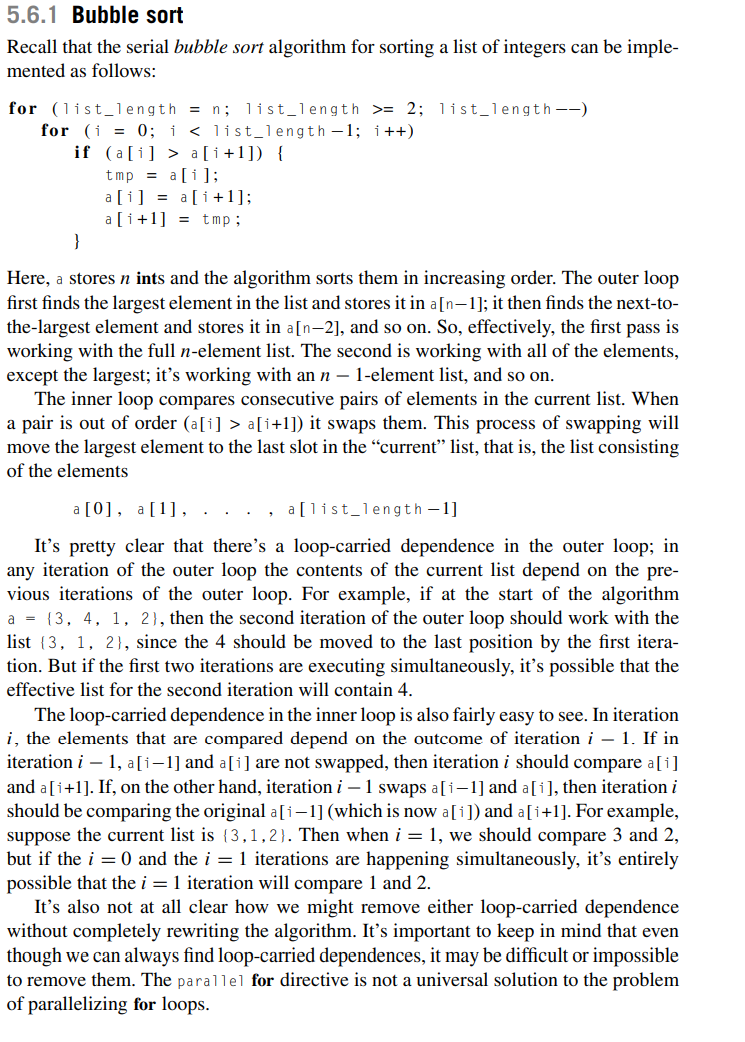 5.6.1 Bubble sort
Recall that the serial bubble sort algorithm for sorting a list of integers can be imple-
mented as follows:
for (list_length = n; list_length >= 2; list_length--)
for (i = 0; i < list_length-1; i++)
if (a[i] > a[i+1]) {
tmp = a[i];
a[i] = a[i+1];
a[i+1] = tmp;
}
Here, a stores n ints and the algorithm sorts them in increasing order. The outer loop
first finds the largest element in the list and stores it in a[n−1]; it then finds the next-to-
the-largest element and stores it in a[n−2], and so on. So, effectively, the first pass is
working with the full n-element list. The second is working with all of the elements,
except the largest; it's working with an n − 1-element list, and so on.
The inner loop compares consecutive pairs of elements in the current list. When
a pair is out of order (a[i] > a[i+1]) it swaps them. This process of swapping will
move the largest element to the last slot in the “current” list, that is, the list consisting
of the elements
a[0], a[1], . . . , a[list_length−1]
It's pretty clear that there's a loop-carried dependence in the outer loop; in
any iteration of the outer loop the contents of the current list depend on the pre-
vious iterations of the outer loop. For example, if at the start of the algorithm
a = {3, 4, 1, 2}, then the second iteration of the outer loop should work with the
list {3, 1, 2}, since the 4 should be moved to the last position by the first itera-
tion. But if the first two iterations are executing simultaneously, it's possible that the
effective list for the second iteration will contain 4.
The loop-carried dependence in the inner loop is also fairly easy to see. In iteration
i, the elements that are compared depend on the outcome of iteration i − 1. If in
iteration i − 1, a[i−1] and a[i] are not swapped, then iteration i should compare a[i]
and a[i+1]. If, on the other hand, iteration i − 1 swaps a[i−1] and a[i], then iteration i
should be comparing the original a[i−1] (which is now a[i]) and a[i+1]. For example,
suppose the current list is {3,1,2}. Then when i = 1, we should compare 3 and 2,
but if the i = 0 and the i = 1 iterations are happening simultaneously, it's entirely
possible that the i = 1 iteration will compare 1 and 2.
It's also not at all clear how we might remove either loop-carried dependence
without completely rewriting the algorithm. It's important to keep in mind that even
though we can always find loop-carried dependences, it may be difficult or impossible
to remove them. The parallel for directive is not a universal solution to the problem
of parallelizing for loops.